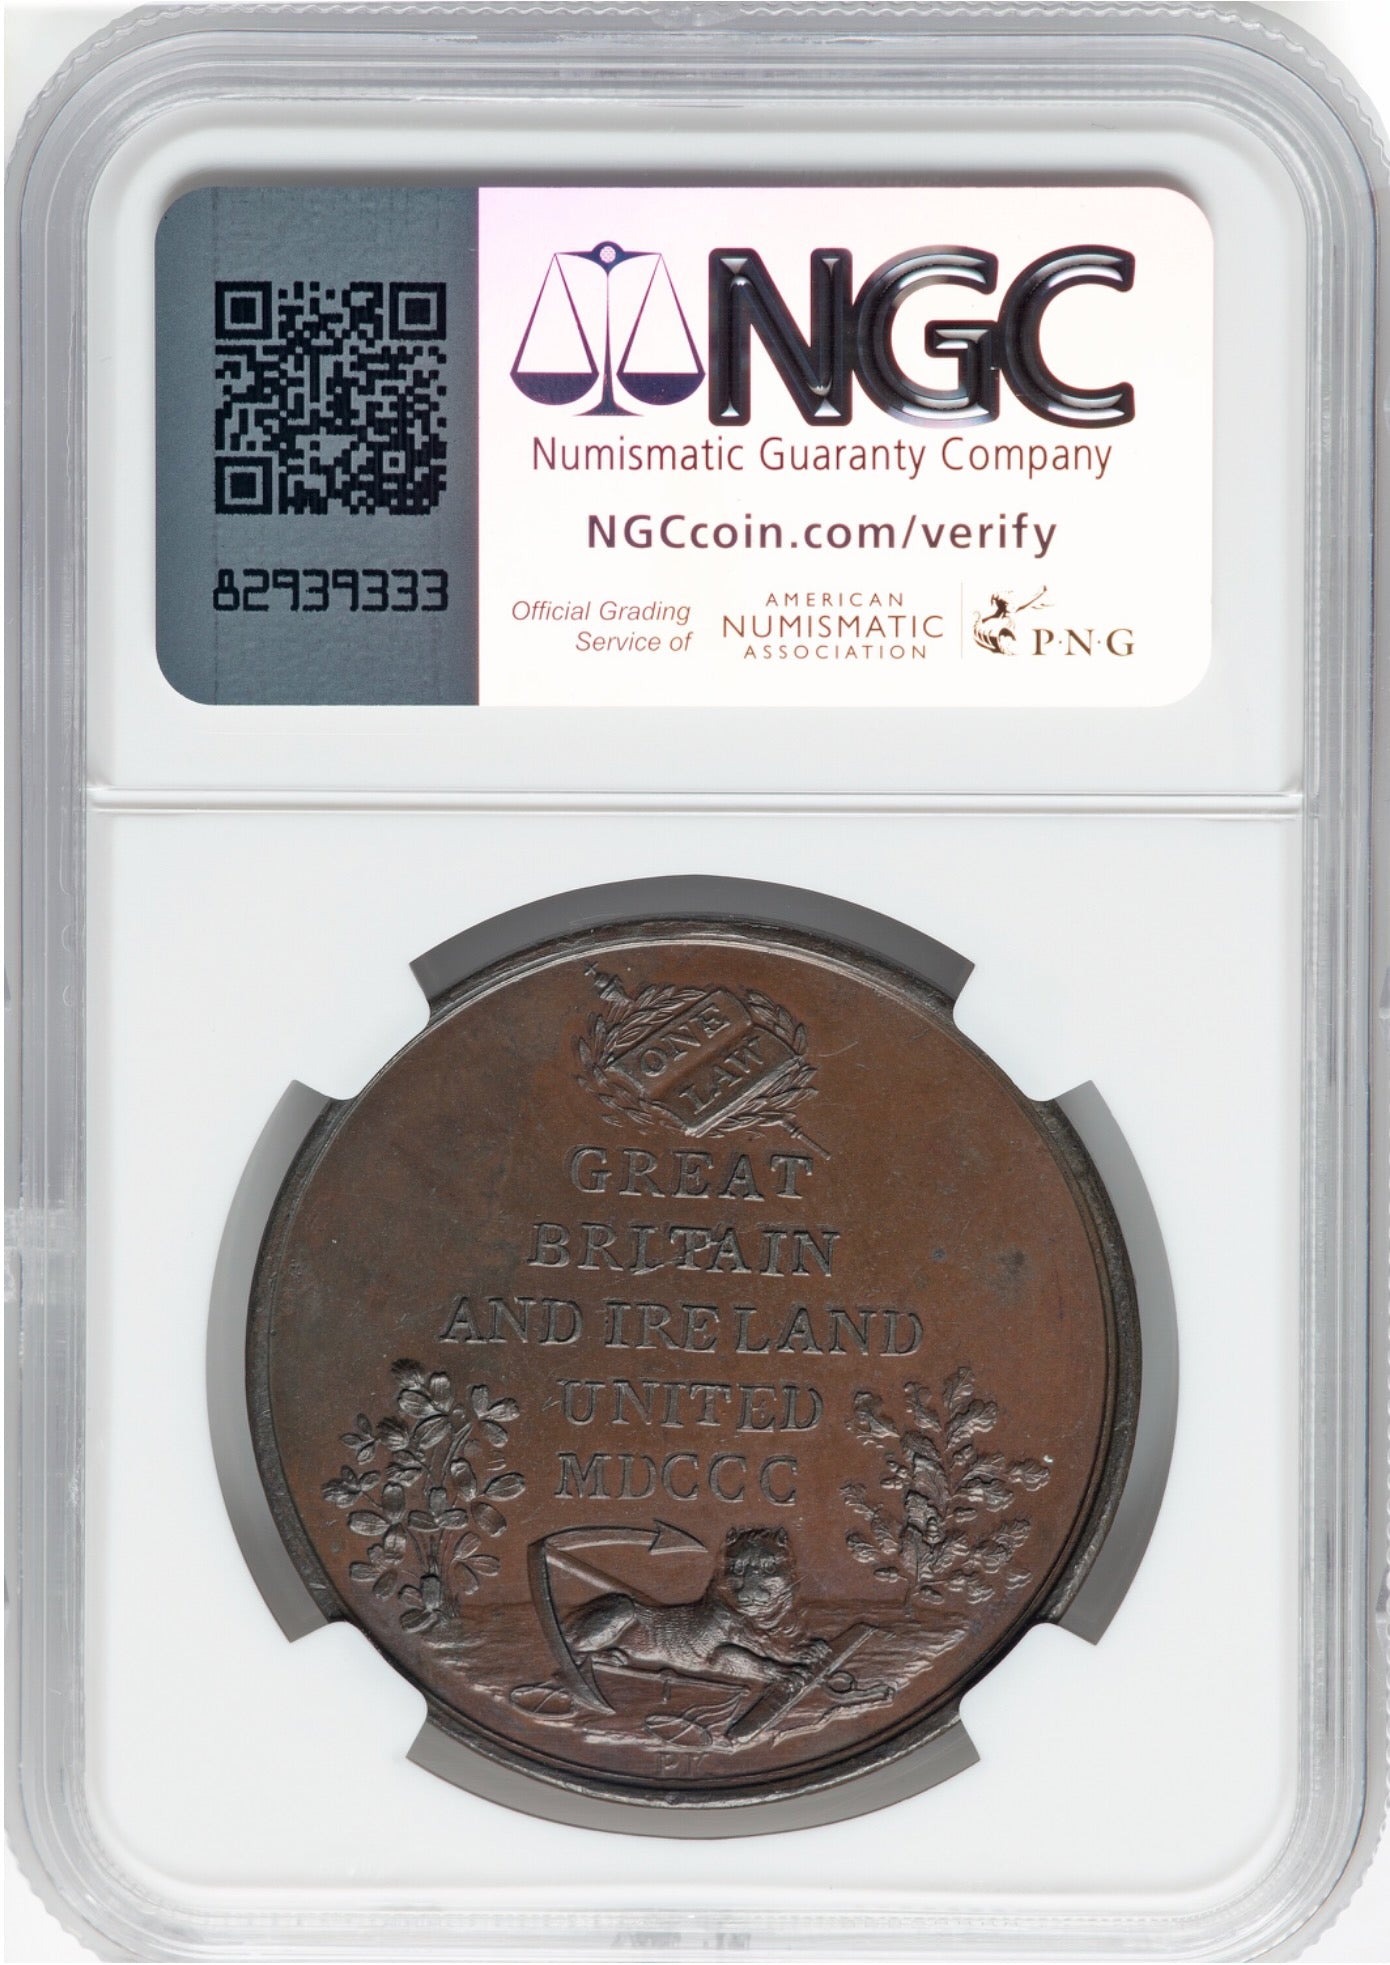 NGC
Numismatic Guaranty Company
NGCcoin.com/verify
82939333
Official Grading
Service of
AMERICAN
NUMISMATIC
ASSOCIATION
P·N·G
ONE
LAW
GREAT
BRITAIN
AND IRELAND
UNITED
MDCCC
PK